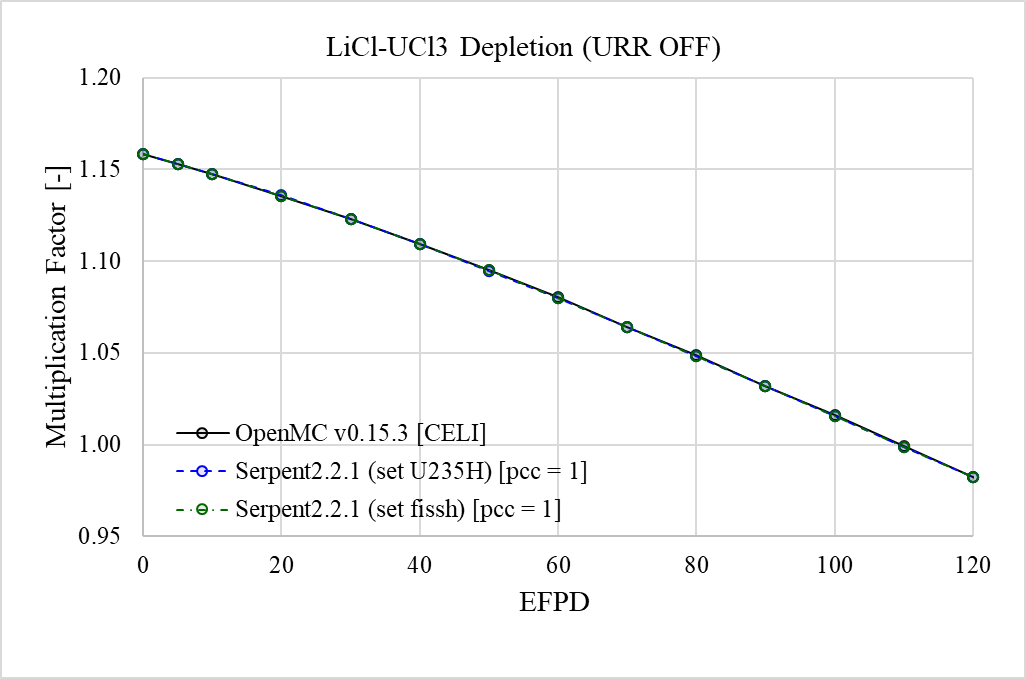 LiCl-UCl3 Depletion (URR OFF)
1.20
1.15
1.10
1.05
1.00
0.95
Multiplication Factor [-]
OpenMC v0.15.3 [CELI]
Serpent2.2.1 (set U235H) [pcc = 1]
Serpent2.2.1 (set fissh) [pcc = 1]
0 20 40 60 80 100 120
EFPD